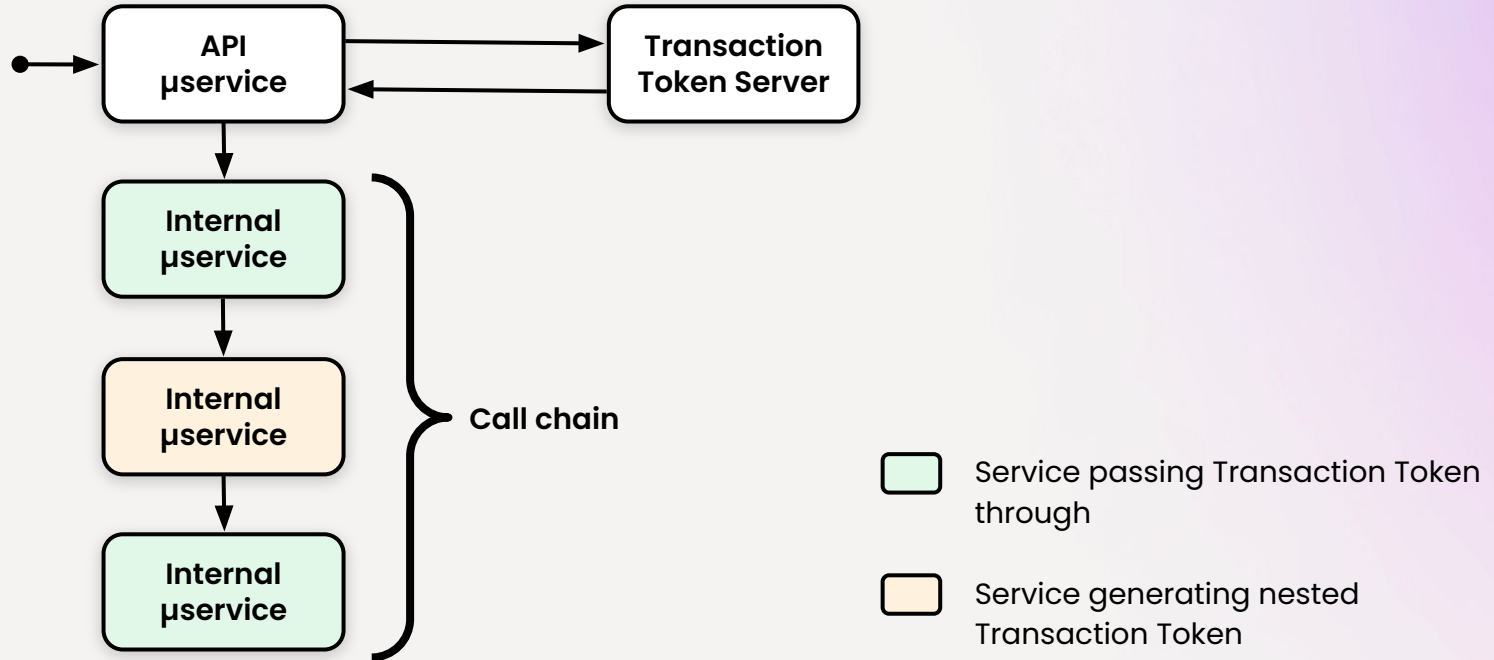 API
µservice
Transaction
Token Server
Internal
µservice
Internal
µservice
Call chain
Internal
µservice
Service passing Transaction Token
through
Service generating nested
Transaction Token